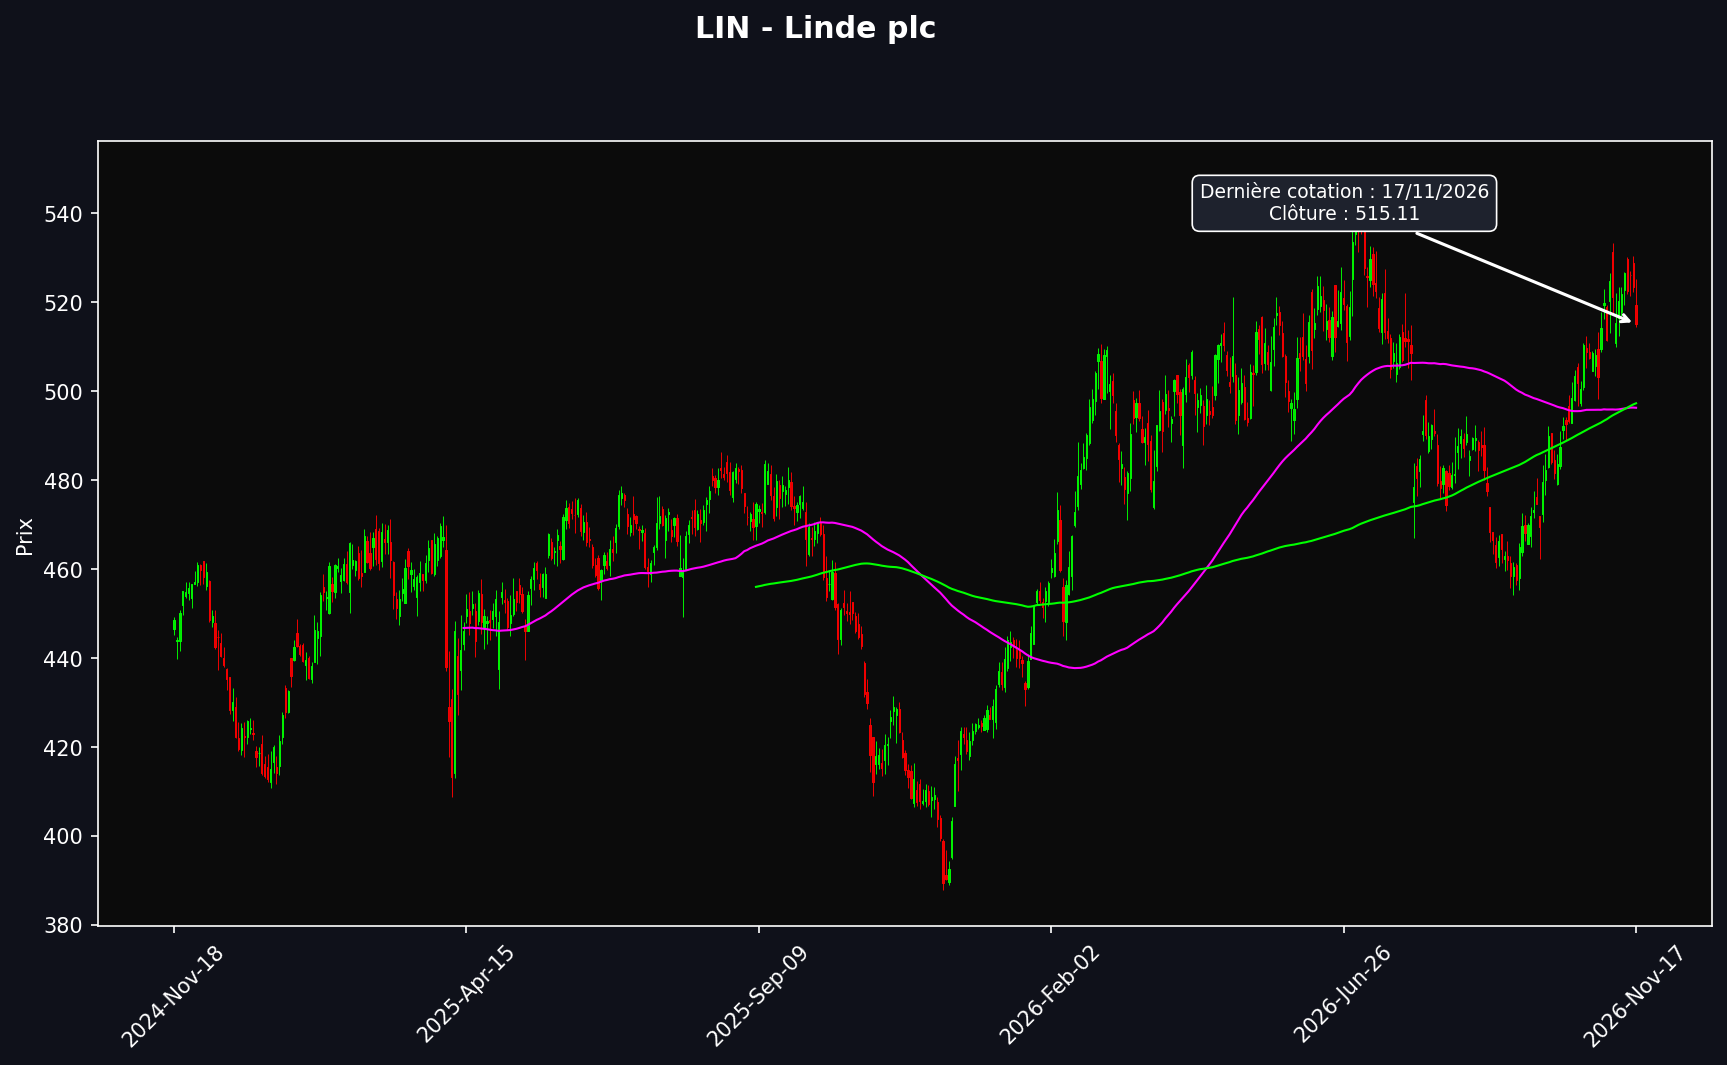 LIN - Linde plc
Dernière cotation : 17/11/2026
Clôture : 515.11
Prix
540
520
500
480
460
440
420
400
380
2024-Nov-18
2025-Apr-15
2025-Sep-09
2026-Feb-02
2026-Jun-26
2026-Nov-17